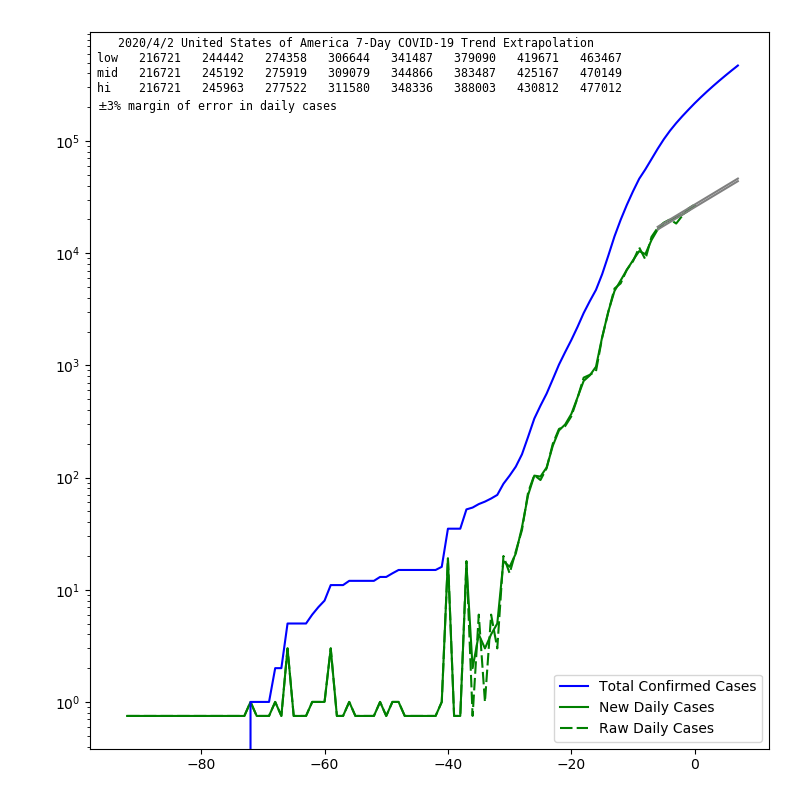 2020/4/2 United States of America 7-Day COVID-19 Trend Extrapolation
low 216721 244442 274358 306644 341487 379090 419671 463467
mid 216721 245192 275919 309079 344866 383487 425167 470149
hi 216721 245963 277522 311580 348336 388003 430812 477012
±3% margin of error in daily cases
10⁵
10⁴
10³
10²
10¹
10⁰
Total Confirmed Cases
New Daily Cases
Raw Daily Cases
−80 −60 −40 −20 0